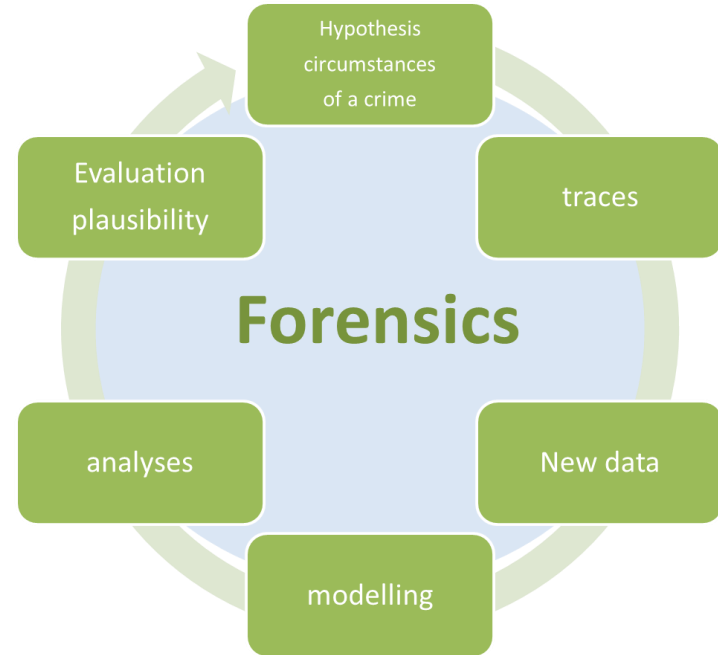 Hypothesis
circumstances
of a crime
Evaluation
plausibility
traces
Forensics
analyses
New data
modelling